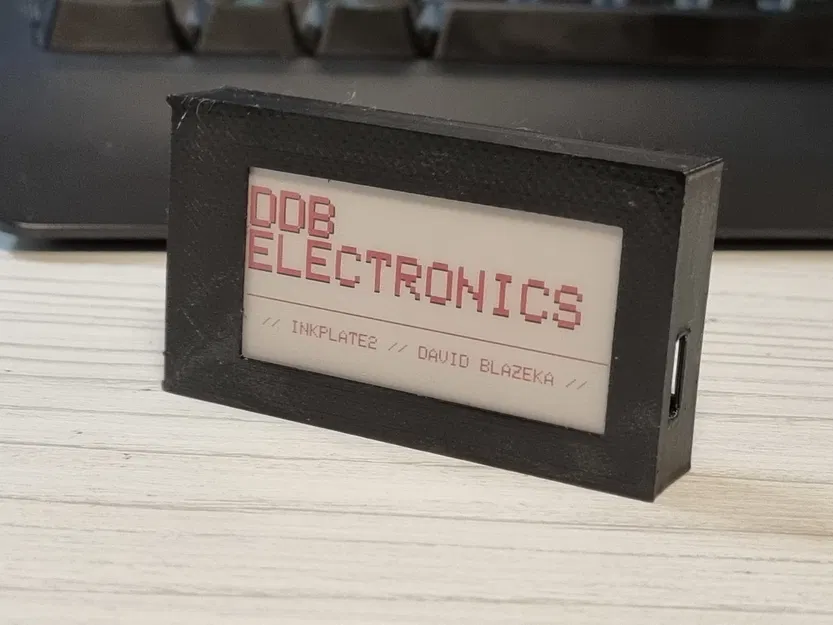 DDB
ELECTRONICS
// INKPLATE2 // DAVID BLAZEKA //